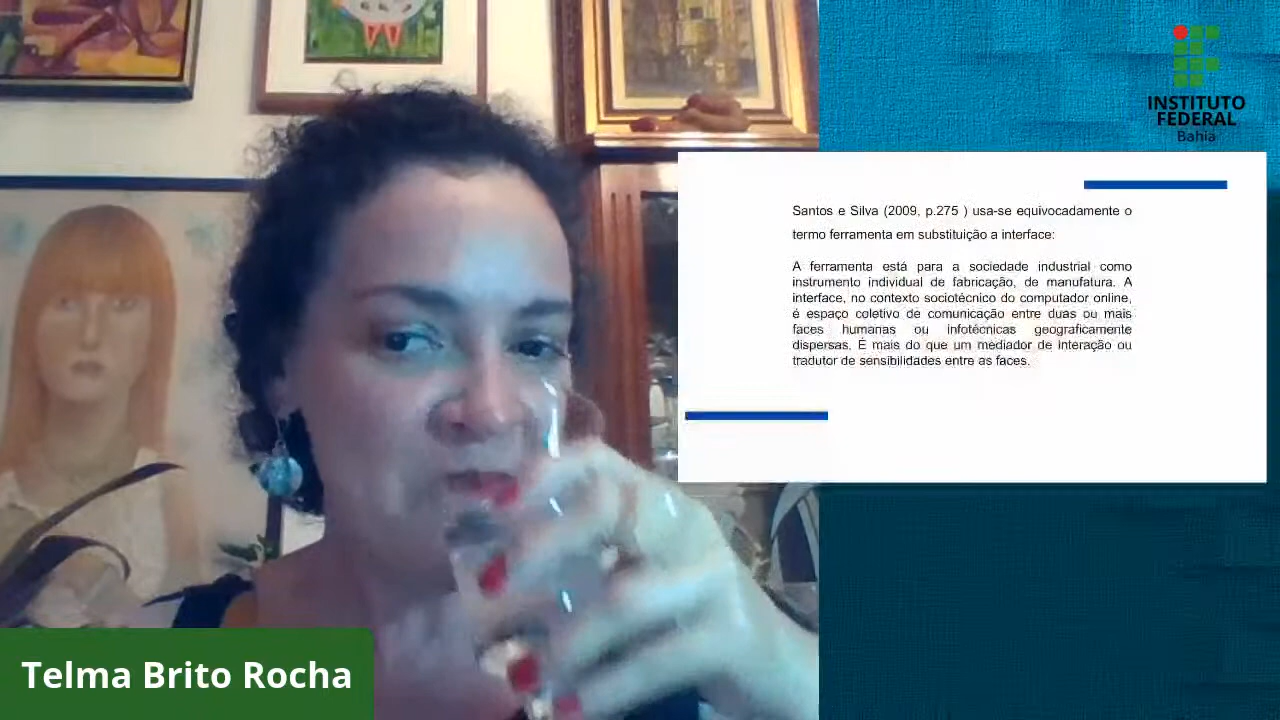 INSTITUTO
FEDERAL
Bahia
Santos e Silva (2009, p.275 ) usa-se equivocadamente o
termo ferramenta em substituição a interface:
A ferramenta está para a sociedade industrial como
instrumento individual de fabricação, de manufatura. A
interface, no contexto sociotécnico do computador online,
é espaço coletivo de comunicação entre duas ou mais
faces humanas ou infotécnicas geograficamente
dispersas. É mais do que um mediador de interação ou
tradutor de sensibilidades entre as faces.
Telma Brito Rocha